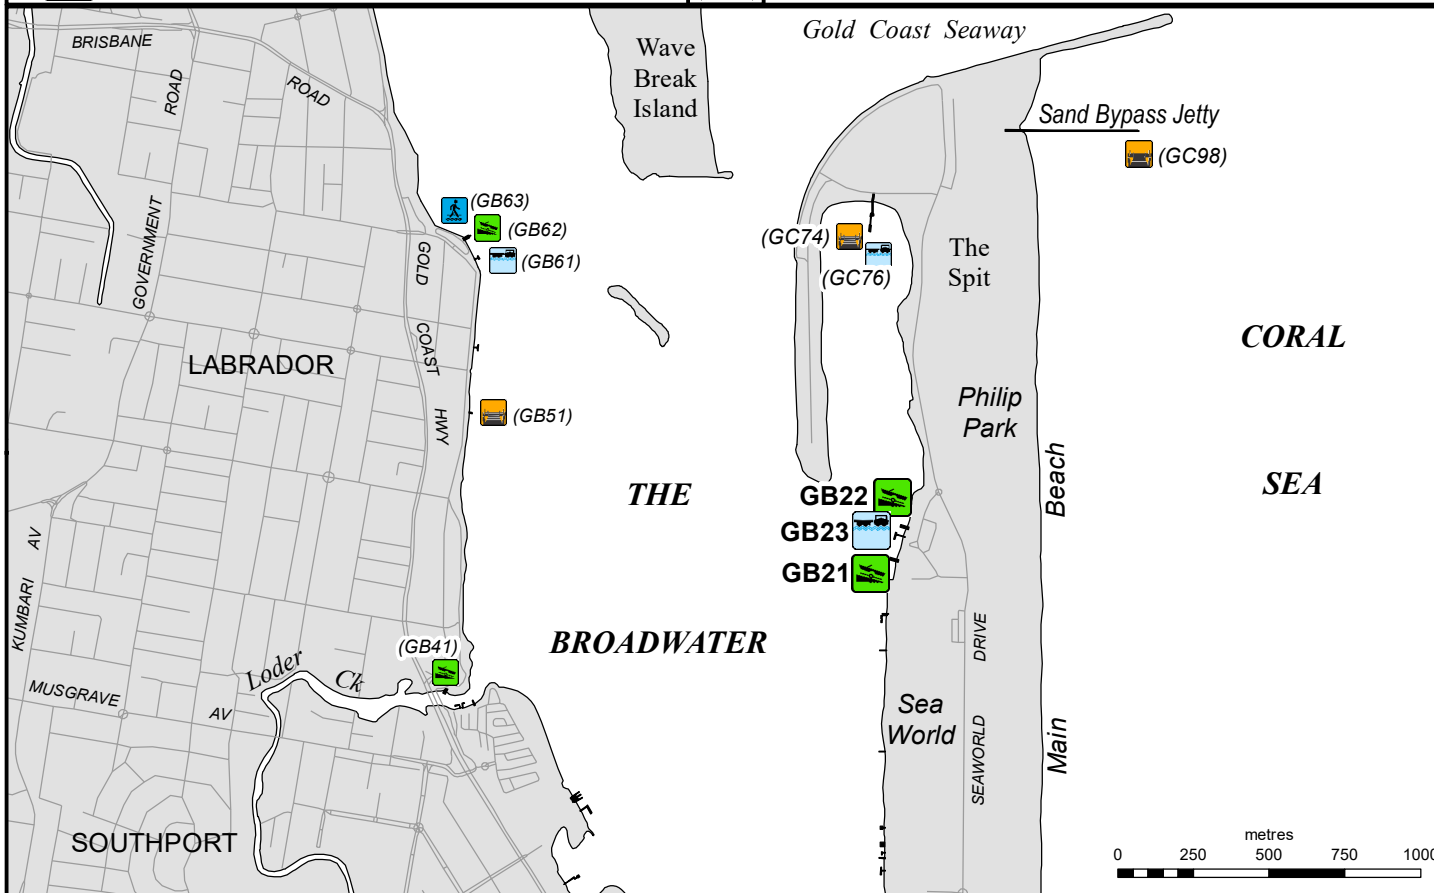 Gold Coast Seaway
BRISBANE
ROAD
ROAD
Wave
Break
Island
Sand Bypass Jetty
(GC98)
(GB63)
(GB62)
(GB61)
GOVERNMENT
GOLD
COAST
HWY
(GC74)
(GC76)
The
Spit
CORAL
LABRADOR
Philip
Park
(GB51)
Beach
THE
SEA
GB22
GB23
GB21
AV
KUMBARI
DRIVE
BROADWATER
(GB41)
Loder
Ck
MUSGRAVE
AV
Sea
World
SEAWORLD
Main
SOUTHPORT
metres
0 250 500 750 1000